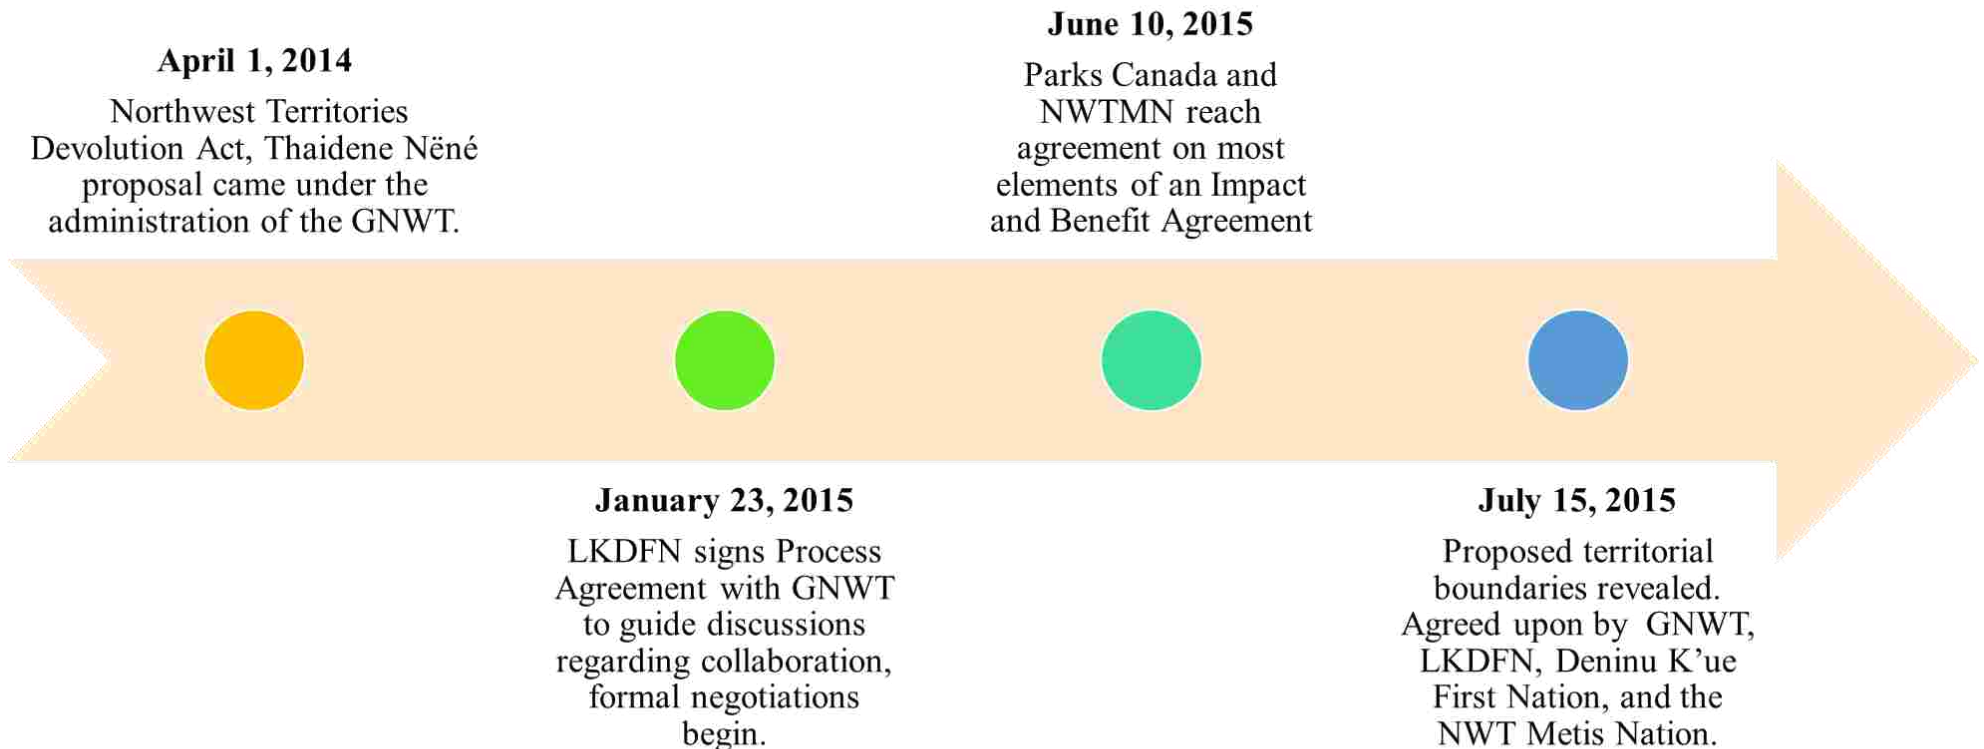 April 1, 2014
Northwest Territories
Devolution Act, Thaidene Nëné
proposal came under the
administration of the GNWT.
January 23, 2015
LKDFN signs Process
Agreement with GNWT
to guide discussions
regarding collaboration,
formal negotiations
begin.
June 10, 2015
Parks Canada and
NWTMN reach
agreement on most
elements of an Impact
and Benefit Agreement
July 15, 2015
Proposed territorial
boundaries revealed.
Agreed upon by GNWT,
LKDFN, Deninu K’ue
First Nation, and the
NWT Metis Nation.